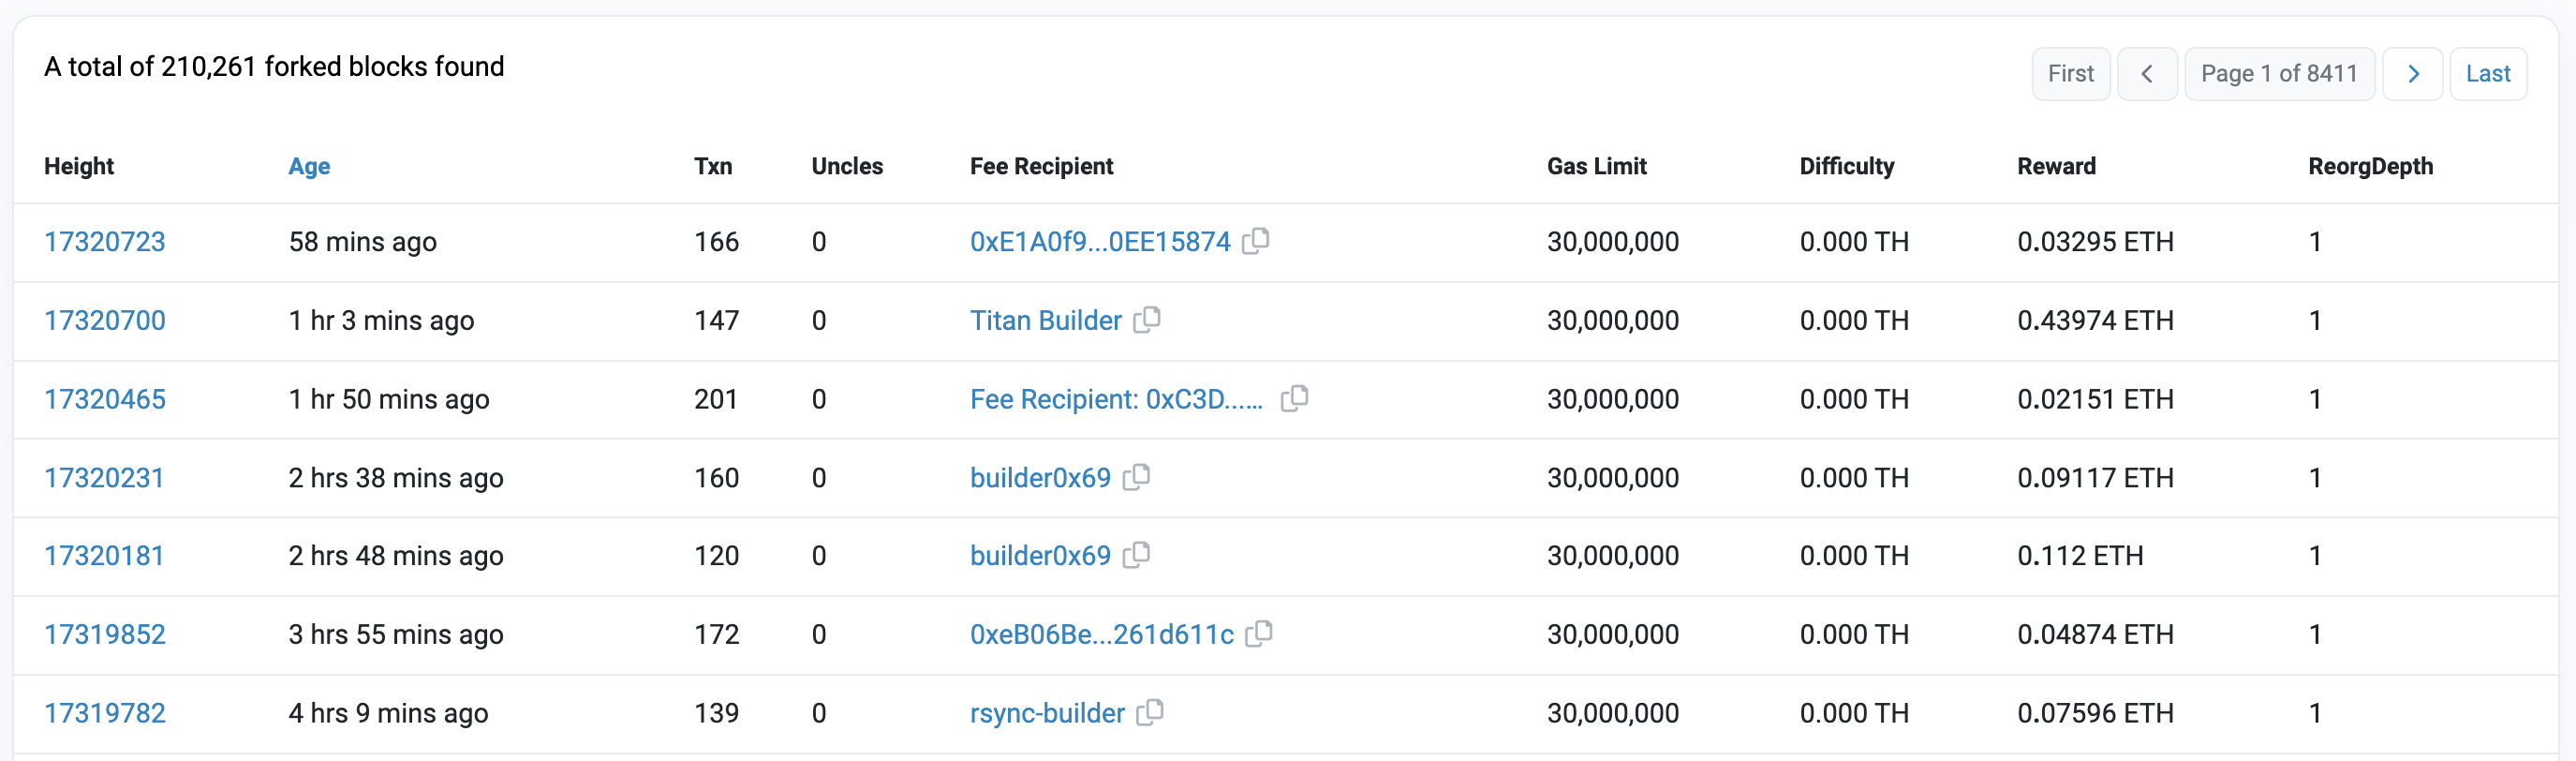 A total of 210,261 forked blocks found
First Page 1 of 8411 Last
Height Age Txn Uncles Fee Recipient Gas Limit Difficulty Reward ReorgDepth
17320723 58 mins ago 166 0 0xE1A0f9...0EE15874 30,000,000 0.000 TH 0.03295 ETH 1
17320700 1 hr 3 mins ago 147 0 Titan Builder 30,000,000 0.000 TH 0.43974 ETH 1
17320465 1 hr 50 mins ago 201 0 Fee Recipient: 0xC3D...... 30,000,000 0.000 TH 0.02151 ETH 1
17320231 2 hrs 38 mins ago 160 0 builder0x69 30,000,000 0.000 TH 0.09117 ETH 1
17320181 2 hrs 48 mins ago 120 0 builder0x69 30,000,000 0.000 TH 0.112 ETH 1
17319852 3 hrs 55 mins ago 172 0 0xeB06Be...261d611c 30,000,000 0.000 TH 0.04874 ETH 1
17319782 4 hrs 9 mins ago 139 0 rsync-builder 30,000,000 0.000 TH 0.07596 ETH 1